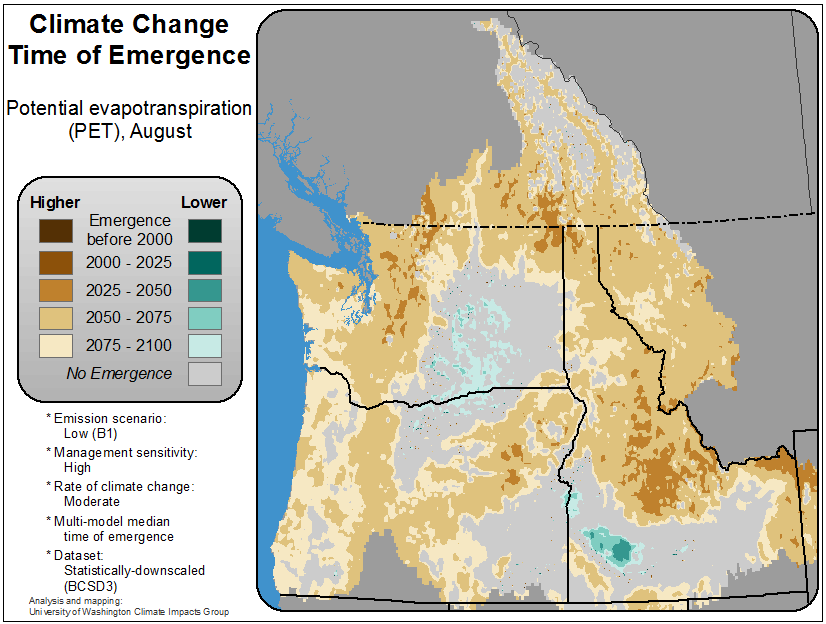 Climate Change
Time of Emergence
Potential evapotranspiration
(PET), August
Higher Lower
Emergence
before 2000
2000 - 2025
2025 - 2050
2050 - 2075
2075 - 2100
No Emergence
* Emission scenario:
Low (B1)
* Management sensitivity:
High
* Rate of climate change:
Moderate
* Multi-model median
time of emergence
* Dataset:
Statistically-downscaled
(BCSD3)
Analysis and mapping:
University of Washington Climate Impacts Group